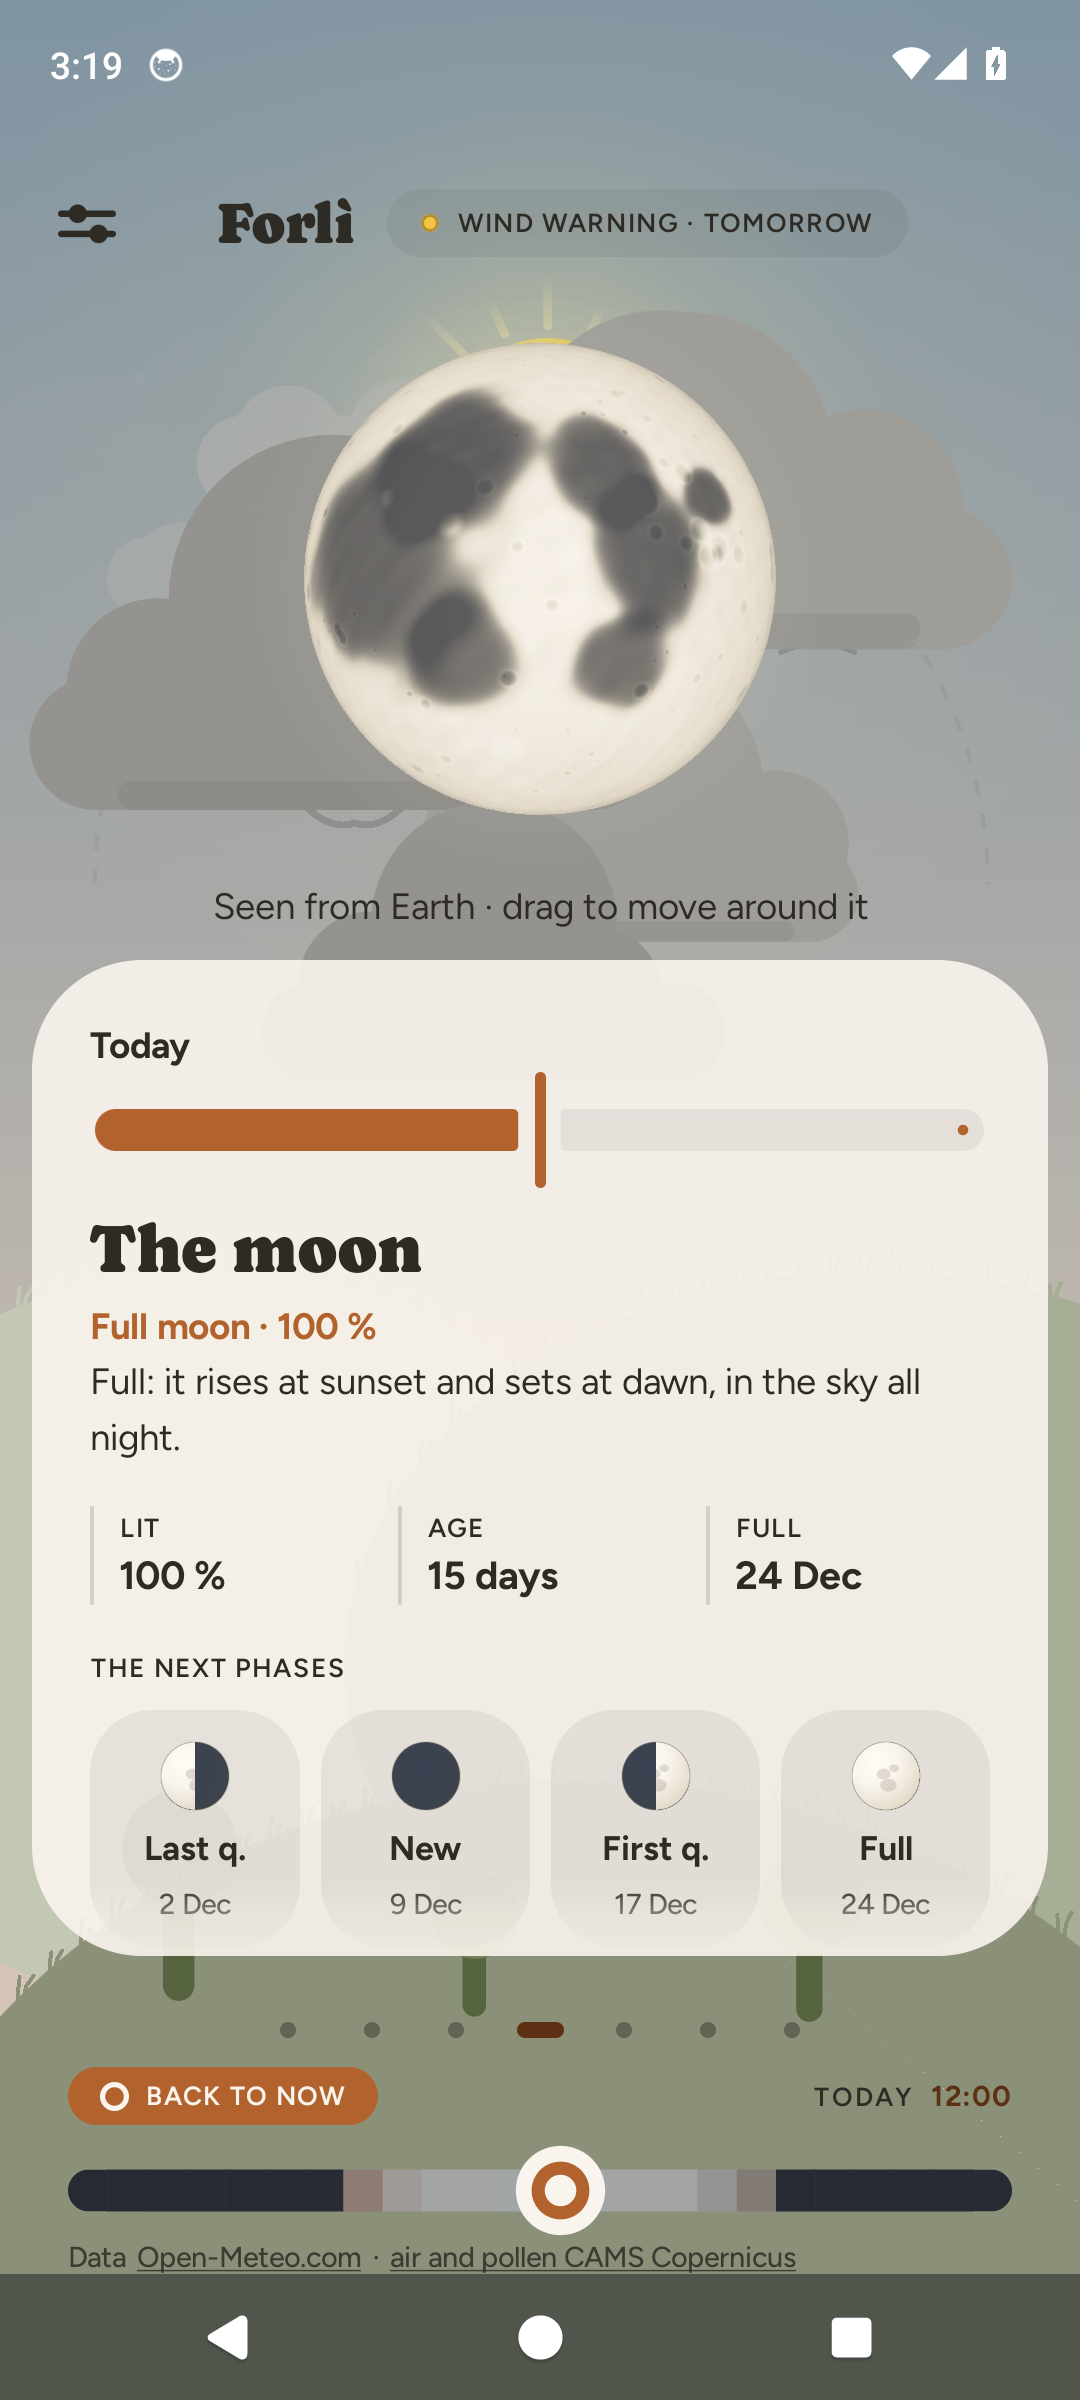 3:19
Forlì
WIND WARNING · TOMORROW
Seen from Earth · drag to move around it
Today
The moon
Full moon · 100 %
Full: it rises at sunset and sets at dawn, in the sky all
night.
LIT AGE FULL
100 % 15 days 24 Dec
THE NEXT PHASES
Last q. New First q. Full
2 Dec 9 Dec 17 Dec 24 Dec
BACK TO NOW
TODAY 12:00
Data Open-Meteo.com · air and pollen CAMS Copernicus